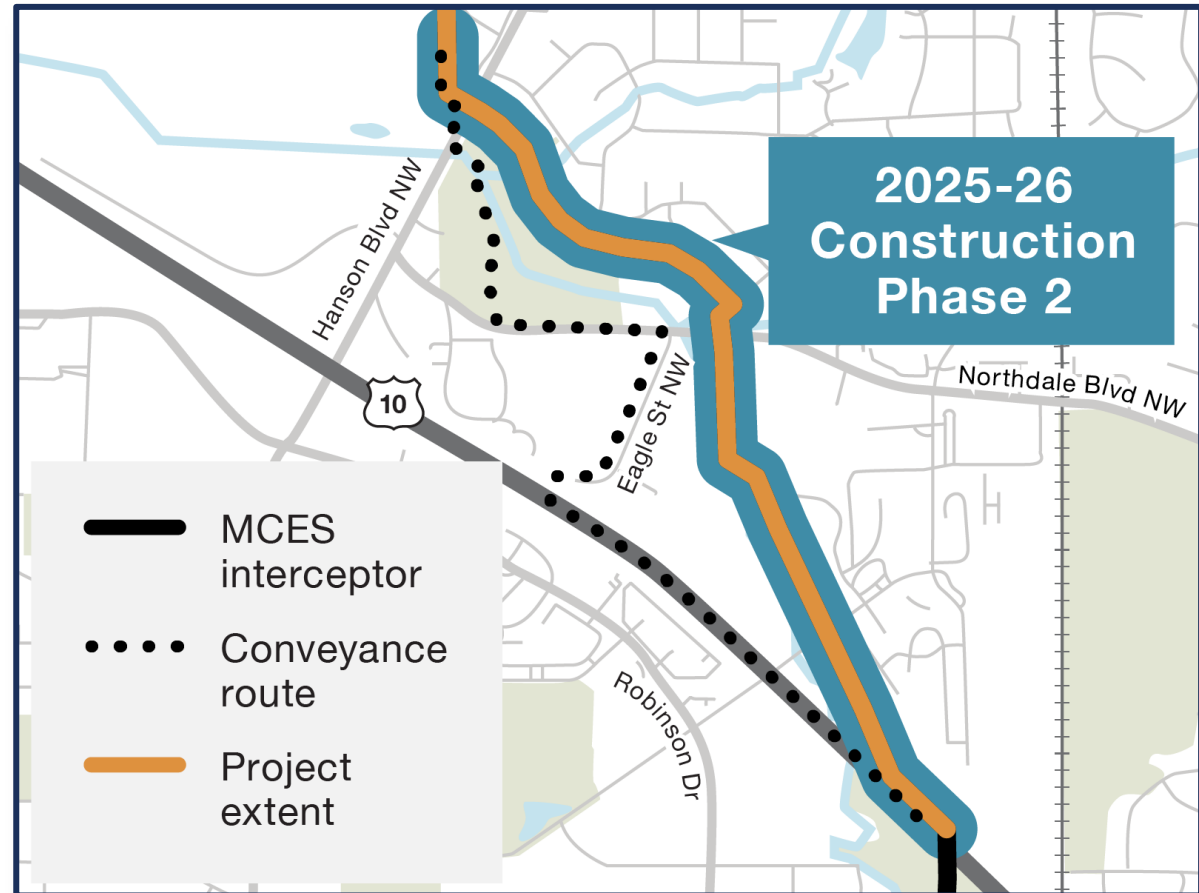 2025-26
Construction
Phase 2
Hanson Blvd NW
10
Northdale Blvd NW
Eagle St NW
Robinson Dr
MCES
interceptor
Conveyance
route
Project
extent